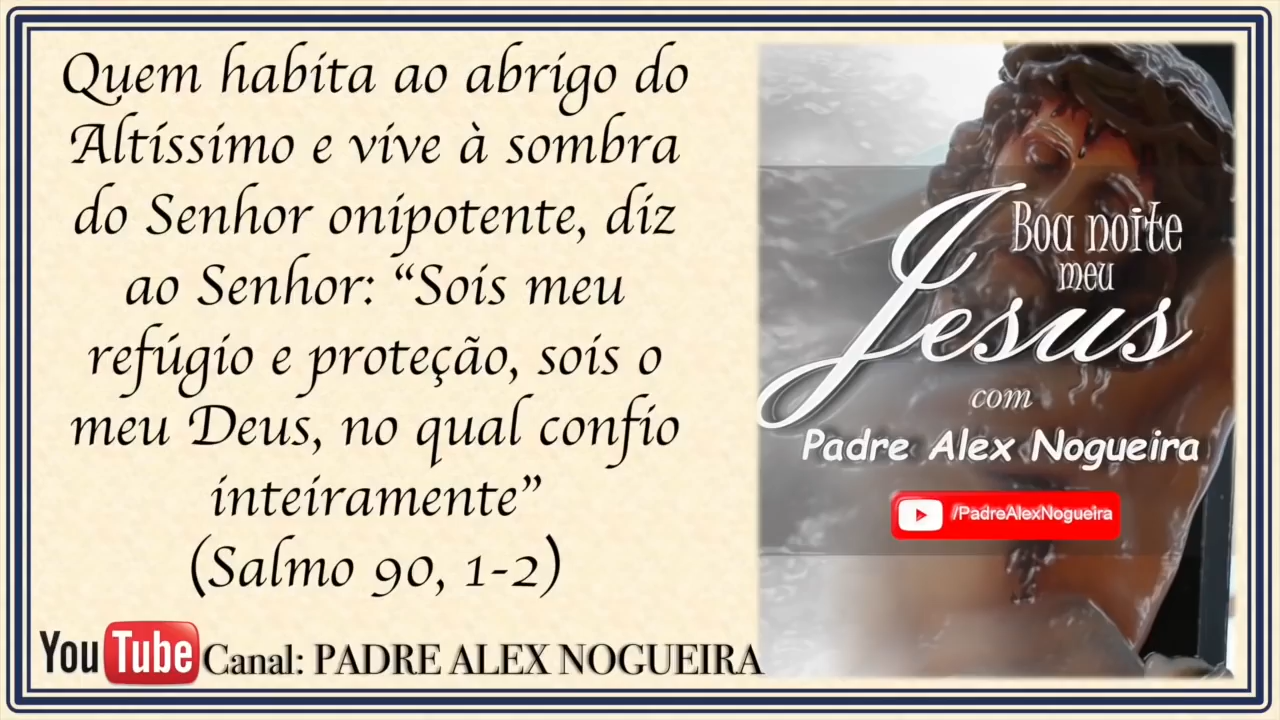 Quem habita ao abrigo do
Altíssimo e vive à sombra
do Senhor onipotente, diz
ao Senhor: “Sois meu
refúgio e proteção, sois o
meu Deus, no qual confio
inteiramente”
(Salmo 90, 1-2)
YouTube Canal: PADRE ALEX NOGUEIRA
Boa noite
meu
Jesus
com
Padre Alex Nogueira
/PadreAlexNogueira